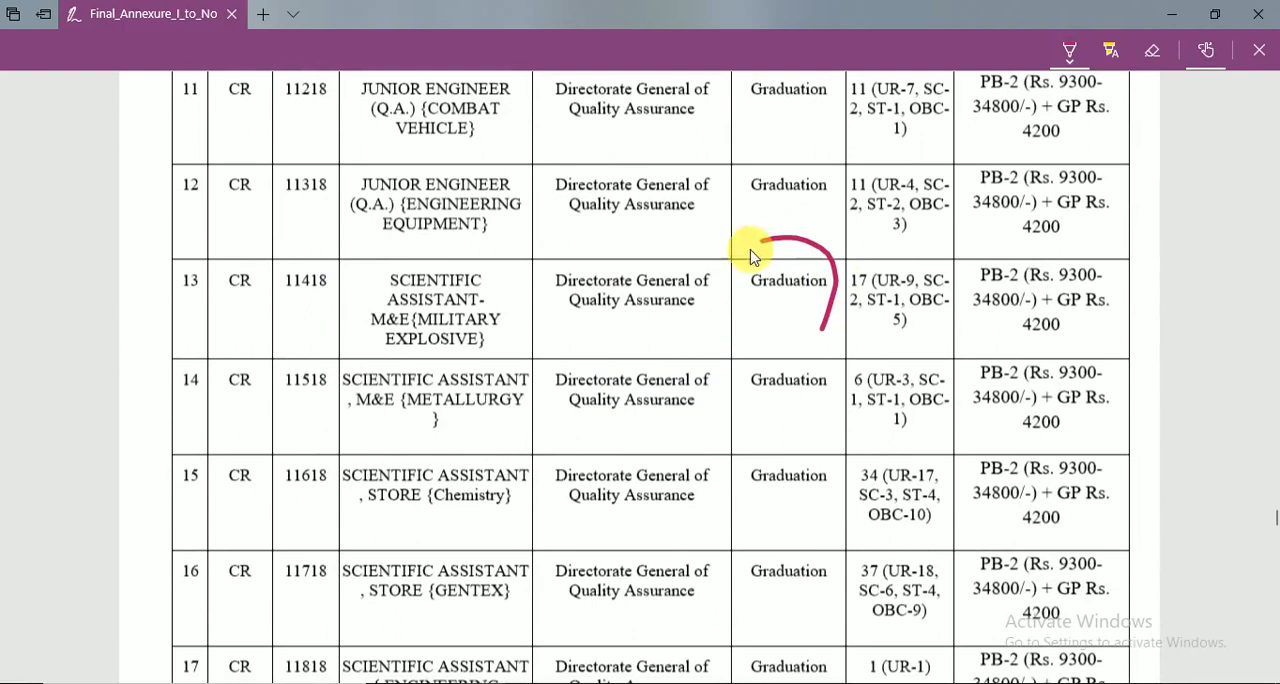 Final_Annexure_I_to_No
11 CR 11218 JUNIOR ENGINEER Directorate General of Graduation 11 (UR-7, SC- PB-2 (Rs. 9300-
(Q.A.) {COMBAT Quality Assurance 2, ST-1, OBC- 34800/-) + GP Rs.
VEHICLE} 1) 4200
12 CR 11318 JUNIOR ENGINEER Directorate General of Graduation 11 (UR-4, SC- PB-2 (Rs. 9300-
(Q.A.) {ENGINEERING Quality Assurance 2, ST-2, OBC- 34800/-) + GP Rs.
EQUIPMENT} 3) 4200
13 CR 11418 SCIENTIFIC Directorate General of Graduation 17 (UR-9, SC- PB-2 (Rs. 9300-
ASSISTANT- Quality Assurance 2, ST-1, OBC- 34800/-) + GP Rs.
M&E{MILITARY 5) 4200
EXPLOSIVE}
14 CR 11518 SCIENTIFIC ASSISTANT Directorate General of Graduation 6 (UR-3, SC- PB-2 (Rs. 9300-
, M&E {METALLURGY Quality Assurance 1, ST-1, OBC- 34800/-) + GP Rs.
} 1) 4200
15 CR 11618 SCIENTIFIC ASSISTANT Directorate General of Graduation 34 (UR-17, PB-2 (Rs. 9300-
, STORE {Chemistry} Quality Assurance SC-3, ST-4, 34800/-) + GP Rs.
OBC-10) 4200
16 CR 11718 SCIENTIFIC ASSISTANT Directorate General of Graduation 37 (UR-18, PB-2 (Rs. 9300-
, STORE {GENTEX} Quality Assurance SC-6, ST-4, 34800/-) + GP Rs.
OBC-9) 4200
Activate Windows
Go to Settings to activate Windows.
17 CR 11818 SCIENTIFIC ASSISTANT Directorate General of Graduation 1 (UR-1) PB-2 (Rs. 9300-